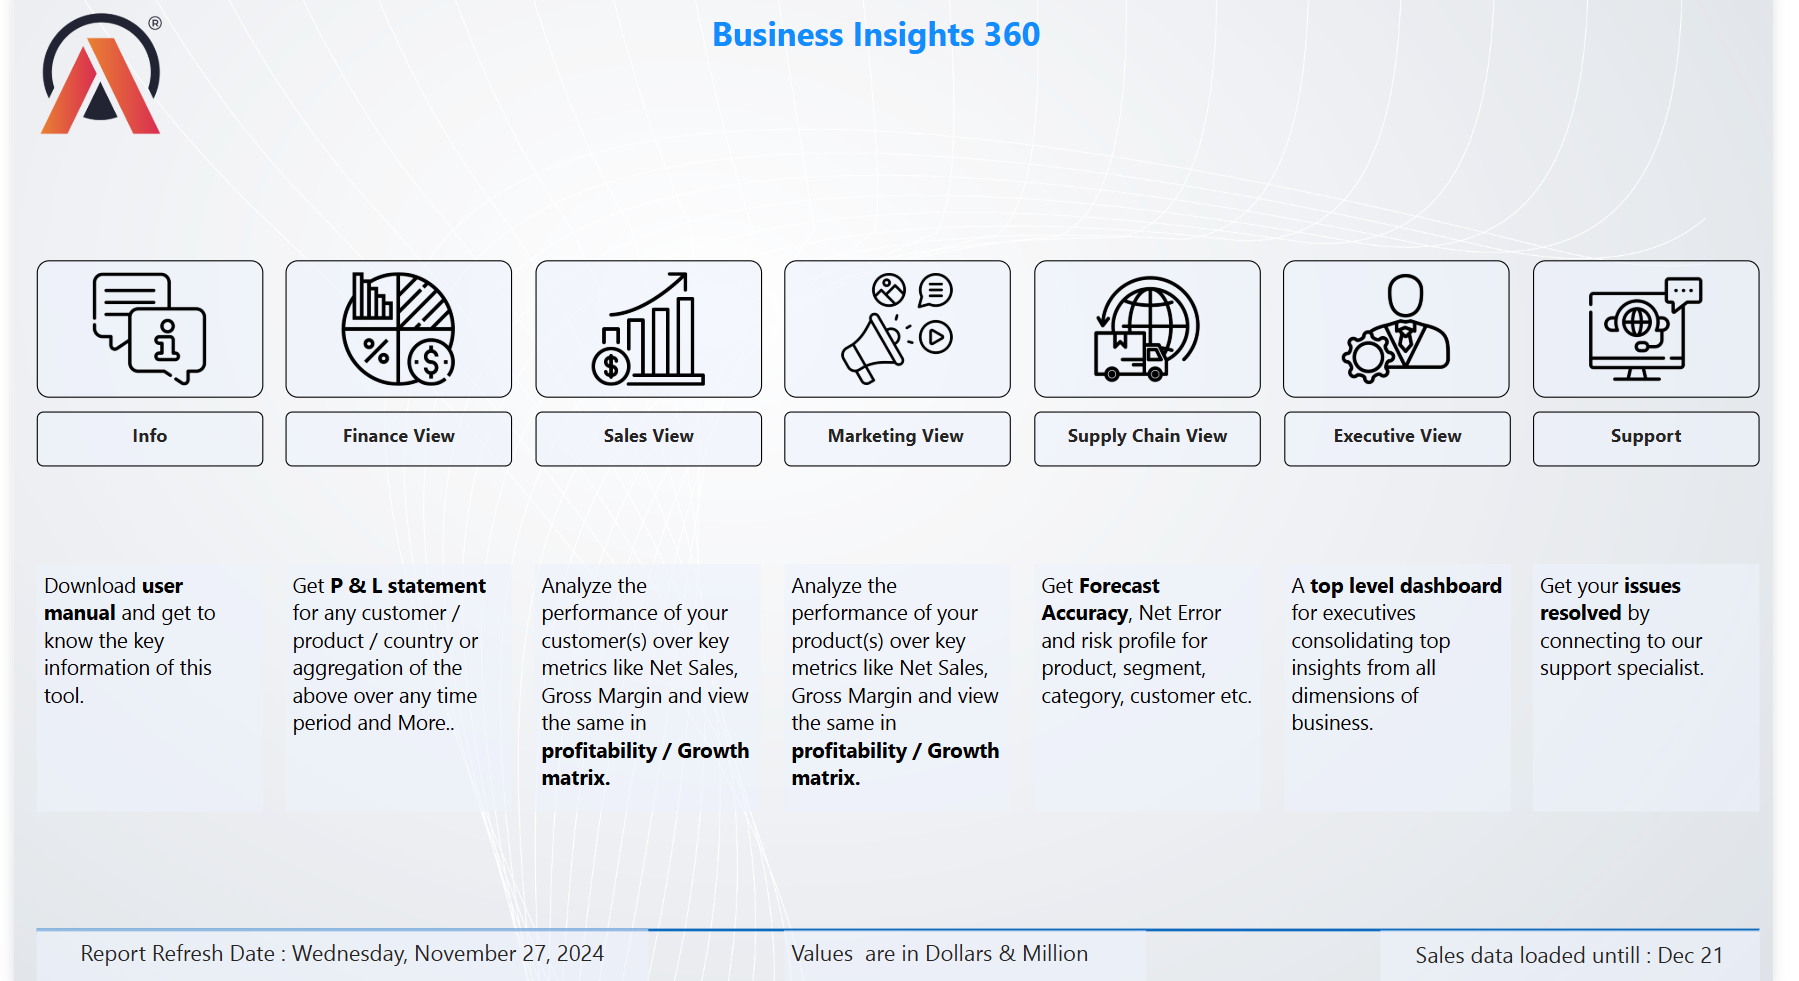 ®
Business Insights 360
Info
Finance View
Sales View
Marketing View
Supply Chain View
Executive View
Support
Download user
manual and get to
know the key
information of this
tool.
Get P & L statement
for any customer /
product / country or
aggregation of the
above over any time
period and More..
Analyze the
performance of your
customer(s) over key
metrics like Net Sales,
Gross Margin and view
the same in
profitability / Growth
matrix.
Analyze the
performance of your
product(s) over key
metrics like Net Sales,
Gross Margin and view
the same in
profitability / Growth
matrix.
Get Forecast
Accuracy, Net Error
and risk profile for
product, segment,
category, customer etc.
A top level dashboard
for executives
consolidating top
insights from all
dimensions of
business.
Get your issues
resolved by
connecting to our
support specialist.
Report Refresh Date : Wednesday, November 27, 2024
Values  are in Dollars & Million
Sales data loaded untill : Dec 21